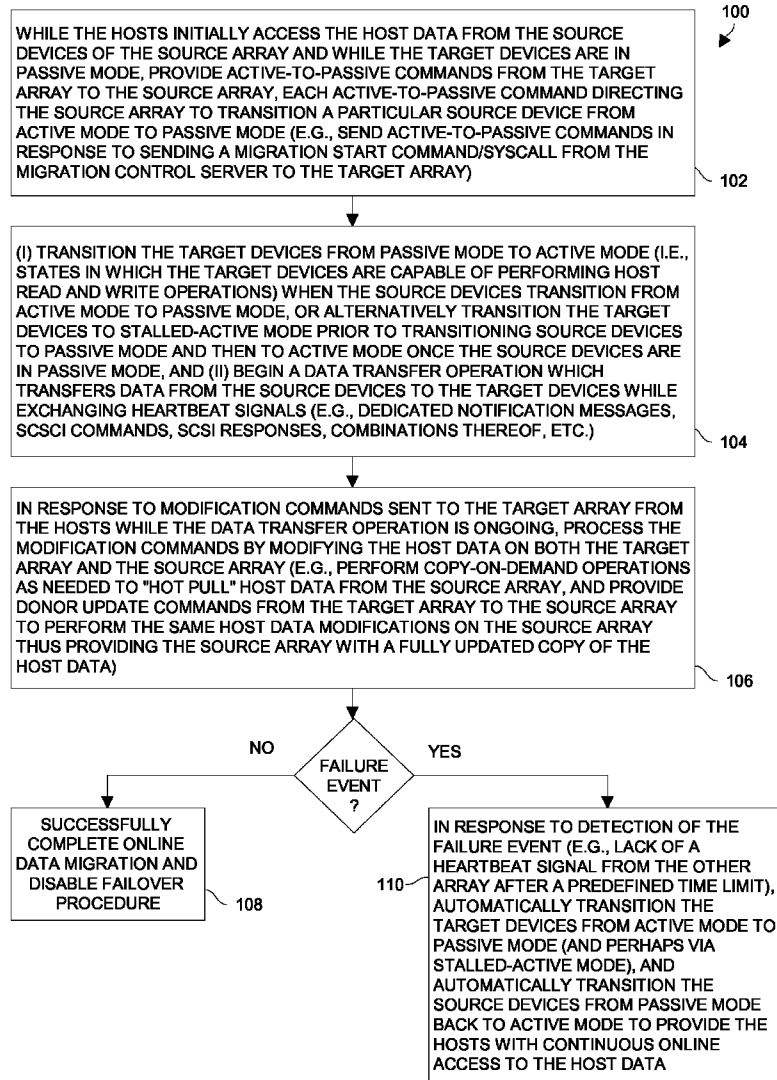 100
WHILE THE HOSTS INITIALLY ACCESS THE HOST DATA FROM THE SOURCE
DEVICES OF THE SOURCE ARRAY AND WHILE THE TARGET DEVICES ARE IN
PASSIVE MODE, PROVIDE ACTIVE-TO-PASSIVE COMMANDS FROM THE TARGET
ARRAY TO THE SOURCE ARRAY, EACH ACTIVE-TO-PASSIVE COMMAND DIRECTING
THE SOURCE ARRAY TO TRANSITION A PARTICULAR SOURCE DEVICE FROM
ACTIVE MODE TO PASSIVE MODE (E.G., SEND ACTIVE-TO-PASSIVE COMMANDS IN
RESPONSE TO SENDING A MIGRATION START COMMAND/SYSCALL FROM THE
MIGRATION CONTROL SERVER TO THE TARGET ARRAY)
102
(I) TRANSITION THE TARGET DEVICES FROM PASSIVE MODE TO ACTIVE MODE (I.E.,
STATES IN WHICH THE TARGET DEVICES ARE CAPABLE OF PERFORMING HOST
READ AND WRITE OPERATIONS) WHEN THE SOURCE DEVICES TRANSITION FROM
ACTIVE MODE TO PASSIVE MODE, OR ALTERNATIVELY TRANSITION THE TARGET
DEVICES TO STALLED-ACTIVE MODE PRIOR TO TRANSITIONING SOURCE DEVICES
TO PASSIVE MODE AND THEN TO ACTIVE MODE ONCE THE SOURCE DEVICES ARE
IN PASSIVE MODE, AND (II) BEGIN A DATA TRANSFER OPERATION WHICH
TRANSFERS DATA FROM THE SOURCE DEVICES TO THE TARGET DEVICES WHILE
EXCHANGING HEARTBEAT SIGNALS (E.G., DEDICATED NOTIFICATION MESSAGES,
SCSCI COMMANDS, SCSI RESPONSES, COMBINATIONS THEREOF, ETC.)
104
IN RESPONSE TO MODIFICATION COMMANDS SENT TO THE TARGET ARRAY FROM
THE HOSTS WHILE THE DATA TRANSFER OPERATION IS ONGOING, PROCESS THE
MODIFICATION COMMANDS BY MODIFYING THE HOST DATA ON BOTH THE TARGET
ARRAY AND THE SOURCE ARRAY (E.G., PERFORM COPY-ON-DEMAND OPERATIONS
AS NEEDED TO "HOT PULL" HOST DATA FROM THE SOURCE ARRAY, AND PROVIDE
DONOR UPDATE COMMANDS FROM THE TARGET ARRAY TO THE SOURCE ARRAY
TO PERFORM THE SAME HOST DATA MODIFICATIONS ON THE SOURCE ARRAY
THUS PROVIDING THE SOURCE ARRAY WITH A FULLY UPDATED COPY OF THE
HOST DATA)
106
NO
YES
FAILURE
EVENT
?
SUCCESSFULLY
COMPLETE ONLINE
DATA MIGRATION AND
DISABLE FAILOVER
PROCEDURE
108
110
IN RESPONSE TO DETECTION OF THE
FAILURE EVENT (E.G., LACK OF A
HEARTBEAT SIGNAL FROM THE OTHER
ARRAY AFTER A PREDEFINED TIME LIMIT),
AUTOMATICALLY TRANSITION THE
TARGET DEVICES FROM ACTIVE MODE TO
PASSIVE MODE (AND PERHAPS VIA
STALLED-ACTIVE MODE), AND
AUTOMATICALLY TRANSITION THE
SOURCE DEVICES FROM PASSIVE MODE
BACK TO ACTIVE MODE TO PROVIDE THE
HOSTS WITH CONTINUOUS ONLINE
ACCESS TO THE HOST DATA